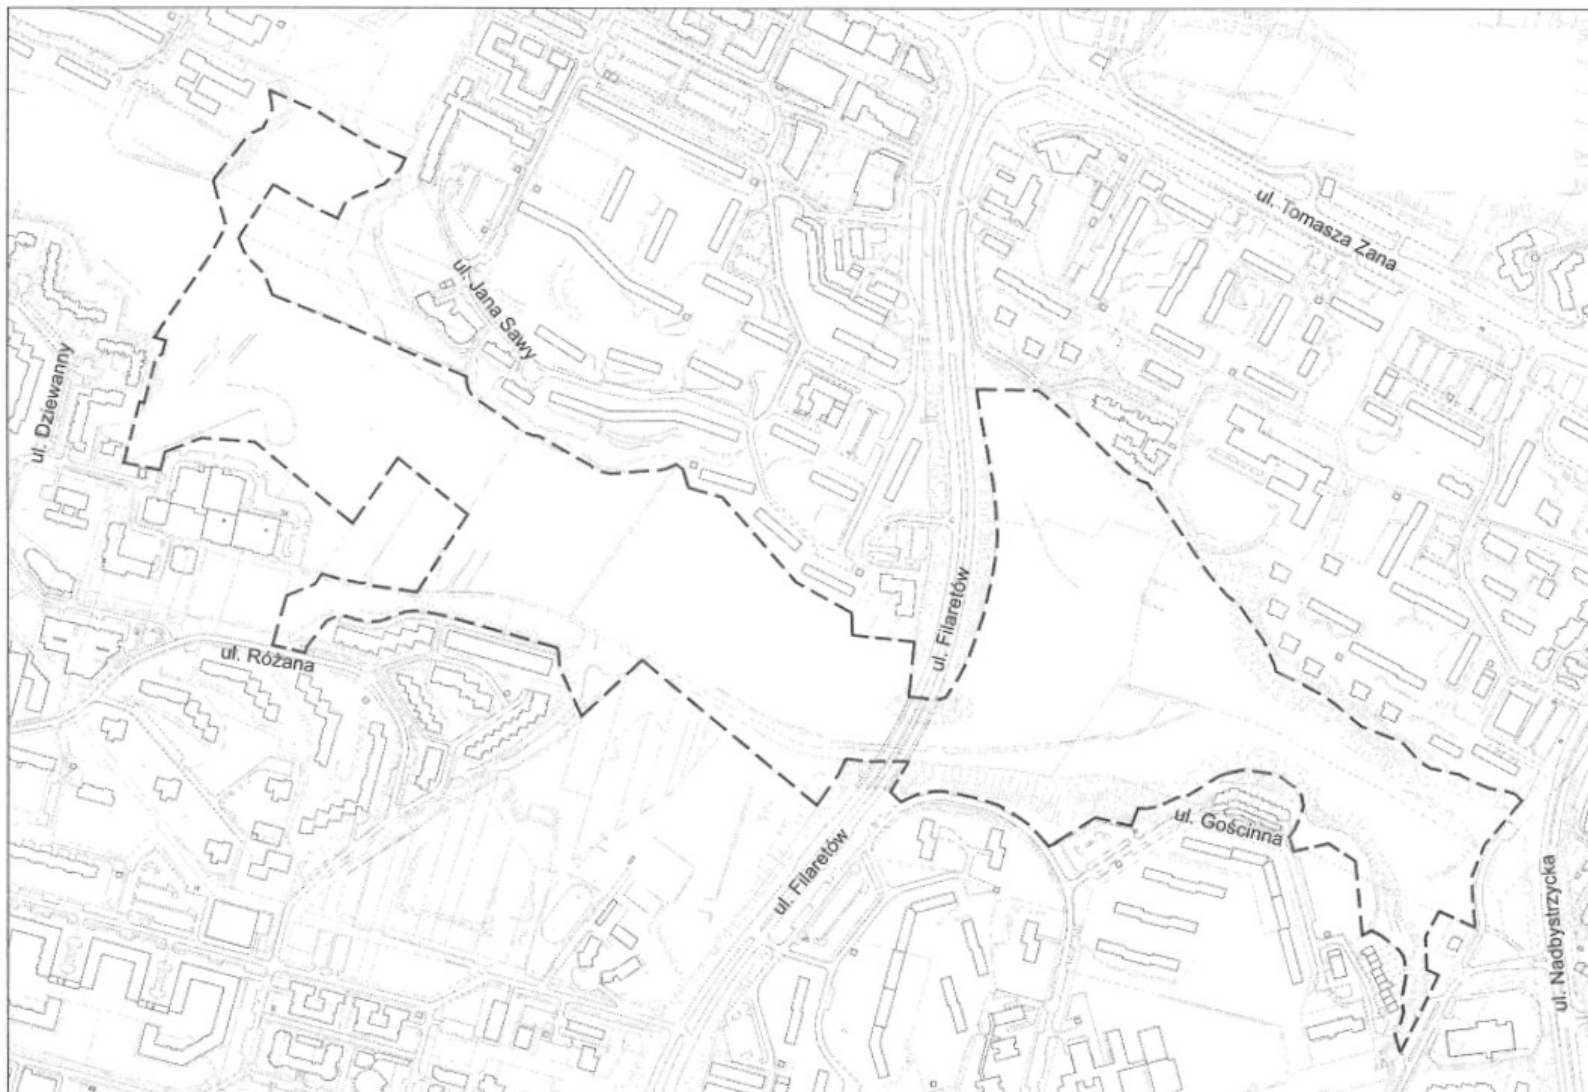 ul. Tomasza Zana
ul. Jana Sawy
ul. Dziewanny
ul. Filaretów
ul. Różana
ul. Gościnna
ul. Filaretów
ul. Nadbystrzycka